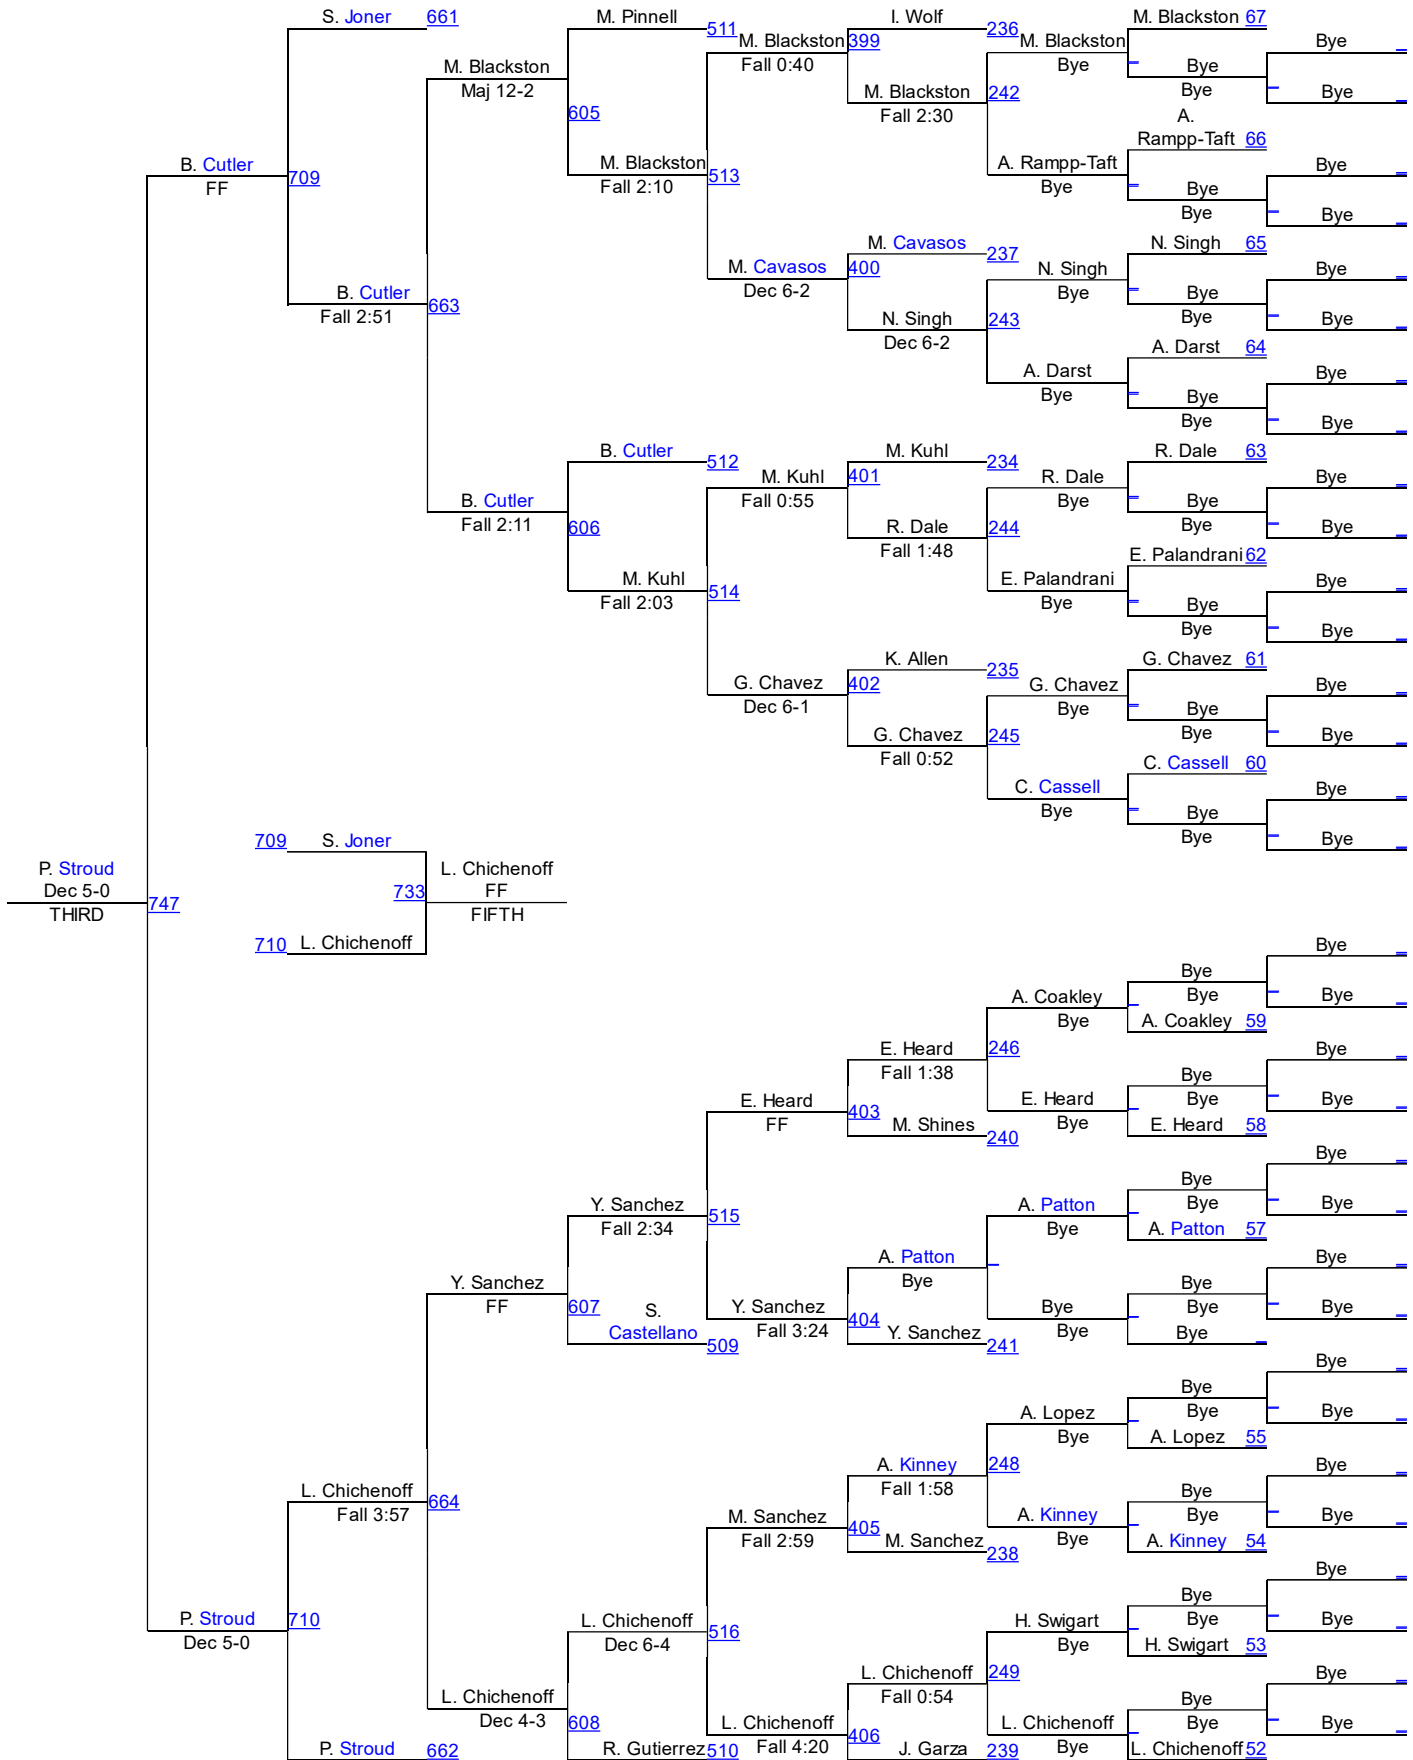 S. Joner 661
M. Pinnell
I. Wolf
M. Blackston 67
511
236
M. Blackston 399
M. Blackston
Bye
Fall 0:40
Bye
Bye
M. Blackston
Maj 12-2
M. Blackston 242
Bye
Bye
Fall 2:30
605
A.
Rampp-Taft 66
M. Blackston
A. Rampp-Taft
Bye
B. Cutler
709
Fall 2:10
513
Bye
Bye
FF
Bye
Bye
M. Cavasos 237
N. Singh 65
M. Cavasos 400
N. Singh
Bye
Dec 6-2
Bye
Bye
B. Cutler
663
N. Singh 243
Bye
Bye
Fall 2:51
Dec 6-2
A. Darst 64
A. Darst
Bye
Bye
Bye
Bye
Bye
B. Cutler 512
M. Kuhl 234
R. Dale 63
M. Kuhl 401
R. Dale
Bye
B. Cutler
Fall 0:55
Bye
Bye
Fall 2:11
606
R. Dale 244
Bye
Bye
Fall 1:48
E. Palandrani 62
M. Kuhl
514
E. Palandrani
Bye
Fall 2:03
Bye
Bye
Bye
Bye
K. Allen 235
G. Chavez 61
G. Chavez 402
G. Chavez
Bye
Dec 6-1
Bye
Bye
G. Chavez 245
Bye
Bye
Fall 0:52
C. Cassell 60
C. Cassell
Bye
Bye
Bye
Bye
Bye
709 S. Joner
P. Stroud
L. Chichenoff
Dec 5-0
733
FF
THIRD
747
FIFTH
710 L. Chichenoff
Bye
Bye
A. Coakley
Bye
Bye
Bye
A. Coakley 59
E. Heard 246
Bye
Fall 1:38
Bye
E. Heard
E. Heard
Bye
Bye
FF
403
M. Shines 240
Bye
E. Heard 58
Bye
Bye
Y. Sanchez
515
A. Patton
Bye
Bye
Fall 2:34
Bye
A. Patton 57
A. Patton
Bye
Y. Sanchez
Bye
Bye
FF
607
S.
Y. Sanchez
Bye
Bye
Bye
Castellano 509
Fall 3:24
404
Y. Sanchez 241
Bye
Bye
Bye
Bye
A. Lopez
Bye
Bye
Bye
A. Lopez 55
A. Kinney 248
Bye
L. Chichenoff
664
Fall 1:58
Bye
Fall 3:57
M. Sanchez
A. Kinney
Bye
Bye
Fall 2:59
405
M. Sanchez 238
Bye
A. Kinney 54
Bye
Bye
P. Stroud
710
L. Chichenoff
516
H. Swigart
Bye
Bye
Dec 5-0
Dec 6-4
Bye
H. Swigart 53
L. Chichenoff 249
Bye
L. Chichenoff
Fall 0:54
Bye
Dec 4-3
608
L. Chichenoff
L. Chichenoff
Bye
Bye
406
P. Stroud 662
R. Gutierrez 510
Fall 4:20
J. Garza 239
Bye
L. Chichenoff 52